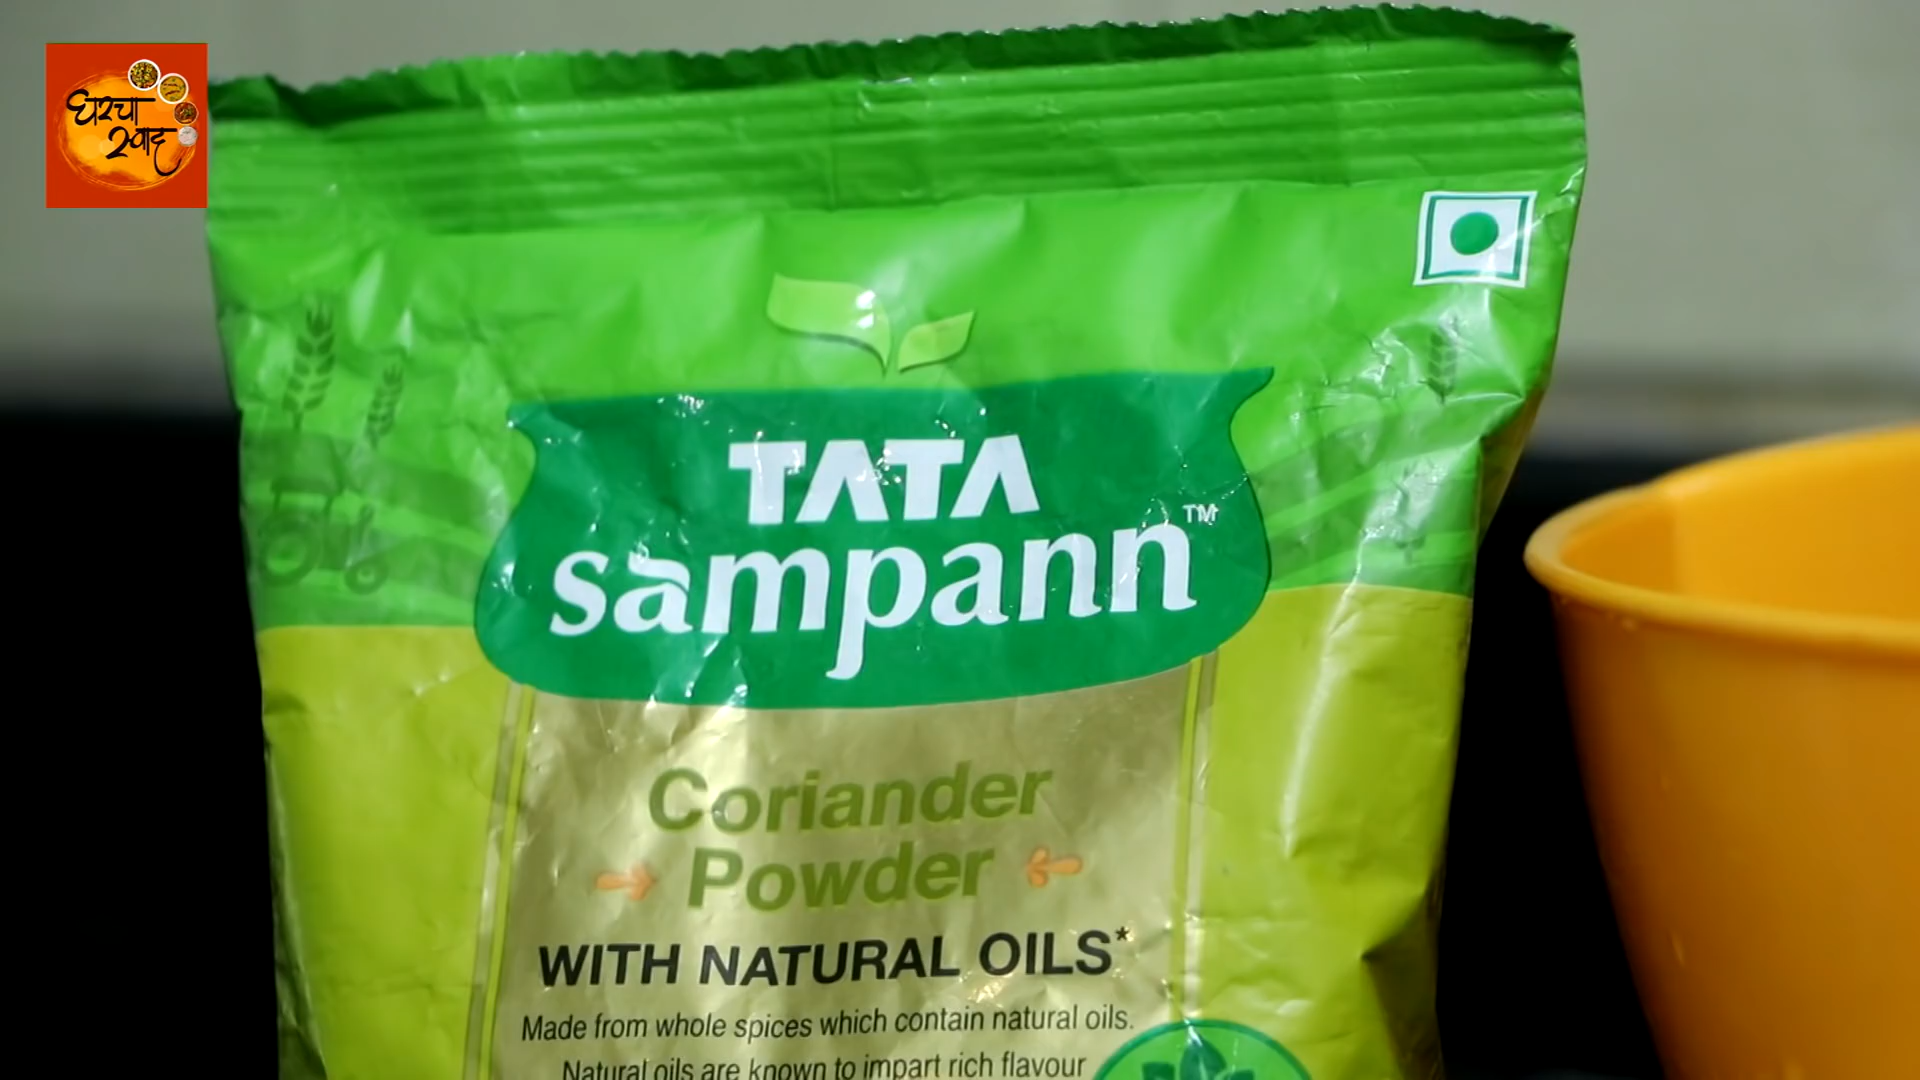 घरचा
स्वाद
TATA
sampann™
Coriander
Powder
WITH NATURAL OILS*
Made from whole spices which contain natural oils.
Natural oils are known to impart rich flavour